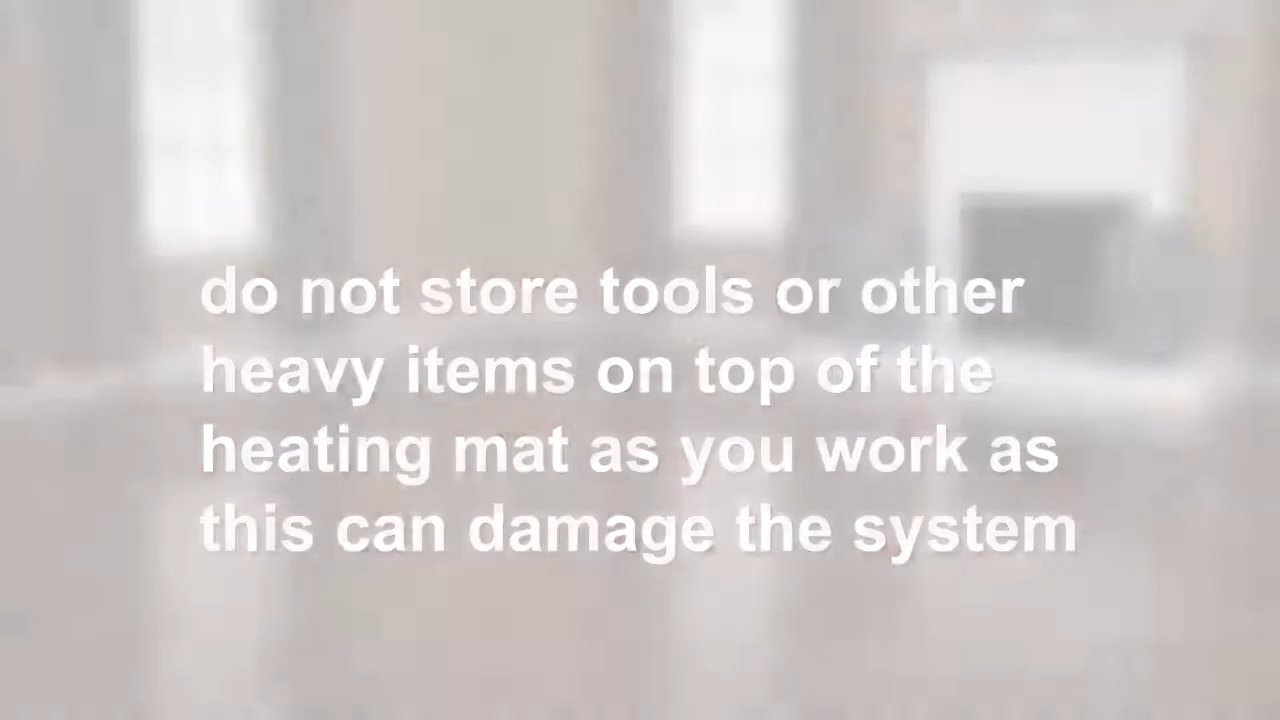 do not store tools or other
heavy items on top of the
heating mat as you work as
this can damage the system